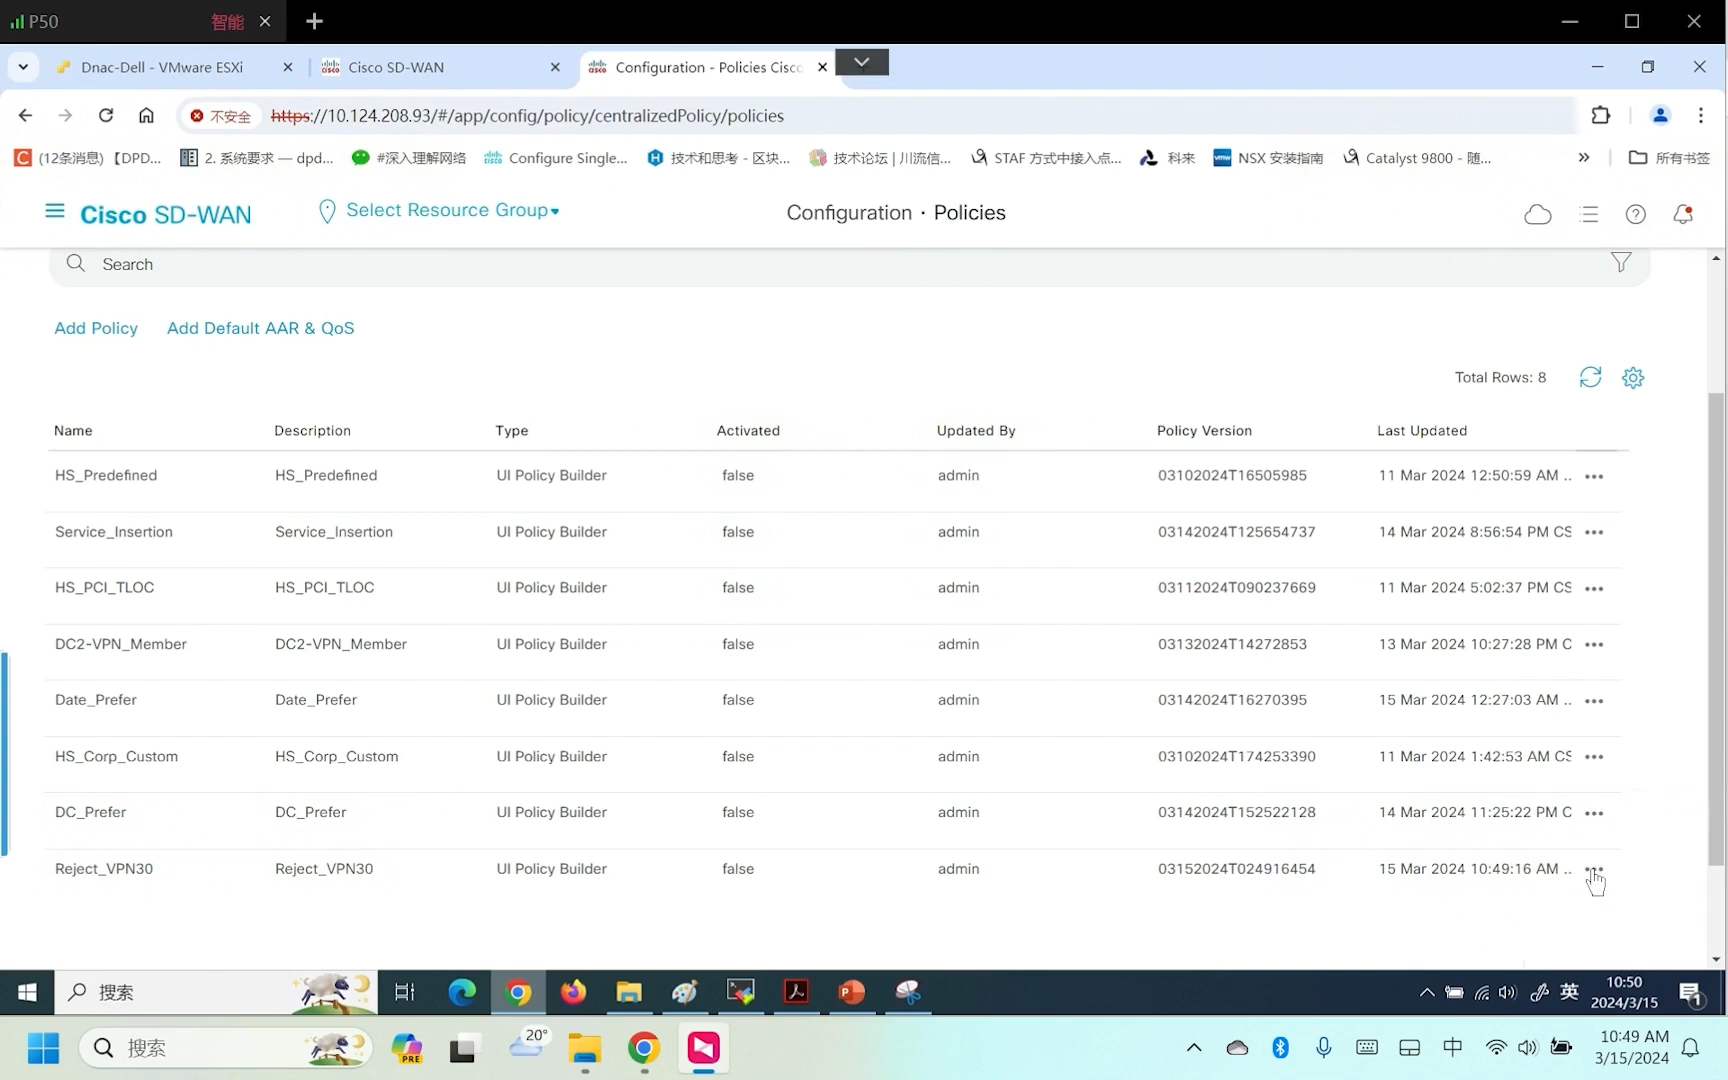 P50 智能
Dnac-Dell - VMware ESXi
Cisco SD-WAN
Configuration - Policies Cisco
不安全 https://10.124.208.93/#/app/config/policy/centralizedPolicy/policies
(12条消息) 【DPD...
2. 系统要求 — dpd...
#深入理解网络
Configure Single...
技术和思考 - 区块...
技术论坛 | 川流信...
STAF 方式中接入点...
科来
NSX 安装指南
Catalyst 9800 - 随...
所有书签
Cisco SD-WAN
Select Resource Group
Configuration · Policies
Search
Add Policy Add Default AAR & QoS
Total Rows: 8
Name Description Type Activated Updated By Policy Version Last Updated
HS_Predefined HS_Predefined UI Policy Builder false admin 03102024T16505985 11 Mar 2024 12:50:59 AM ..
Service_Insertion Service_Insertion UI Policy Builder false admin 03142024T125654737 14 Mar 2024 8:56:54 PM CS
HS_PCI_TLOC HS_PCI_TLOC UI Policy Builder false admin 03112024T090237669 11 Mar 2024 5:02:37 PM CS
DC2-VPN_Member DC2-VPN_Member UI Policy Builder false admin 03132024T14272853 13 Mar 2024 10:27:28 PM C
Date_Prefer Date_Prefer UI Policy Builder false admin 03142024T16270395 15 Mar 2024 12:27:03 AM ..
HS_Corp_Custom HS_Corp_Custom UI Policy Builder false admin 03102024T174253390 11 Mar 2024 1:42:53 AM CS
DC_Prefer DC_Prefer UI Policy Builder false admin 03142024T152522128 14 Mar 2024 11:25:22 PM C
Reject_VPN30 Reject_VPN30 UI Policy Builder false admin 03152024T024916454 15 Mar 2024 10:49:16 AM ..
搜索
英
10:50
2024/3/15
1
搜索
PRE
20°
中
10:49 AM
3/15/2024